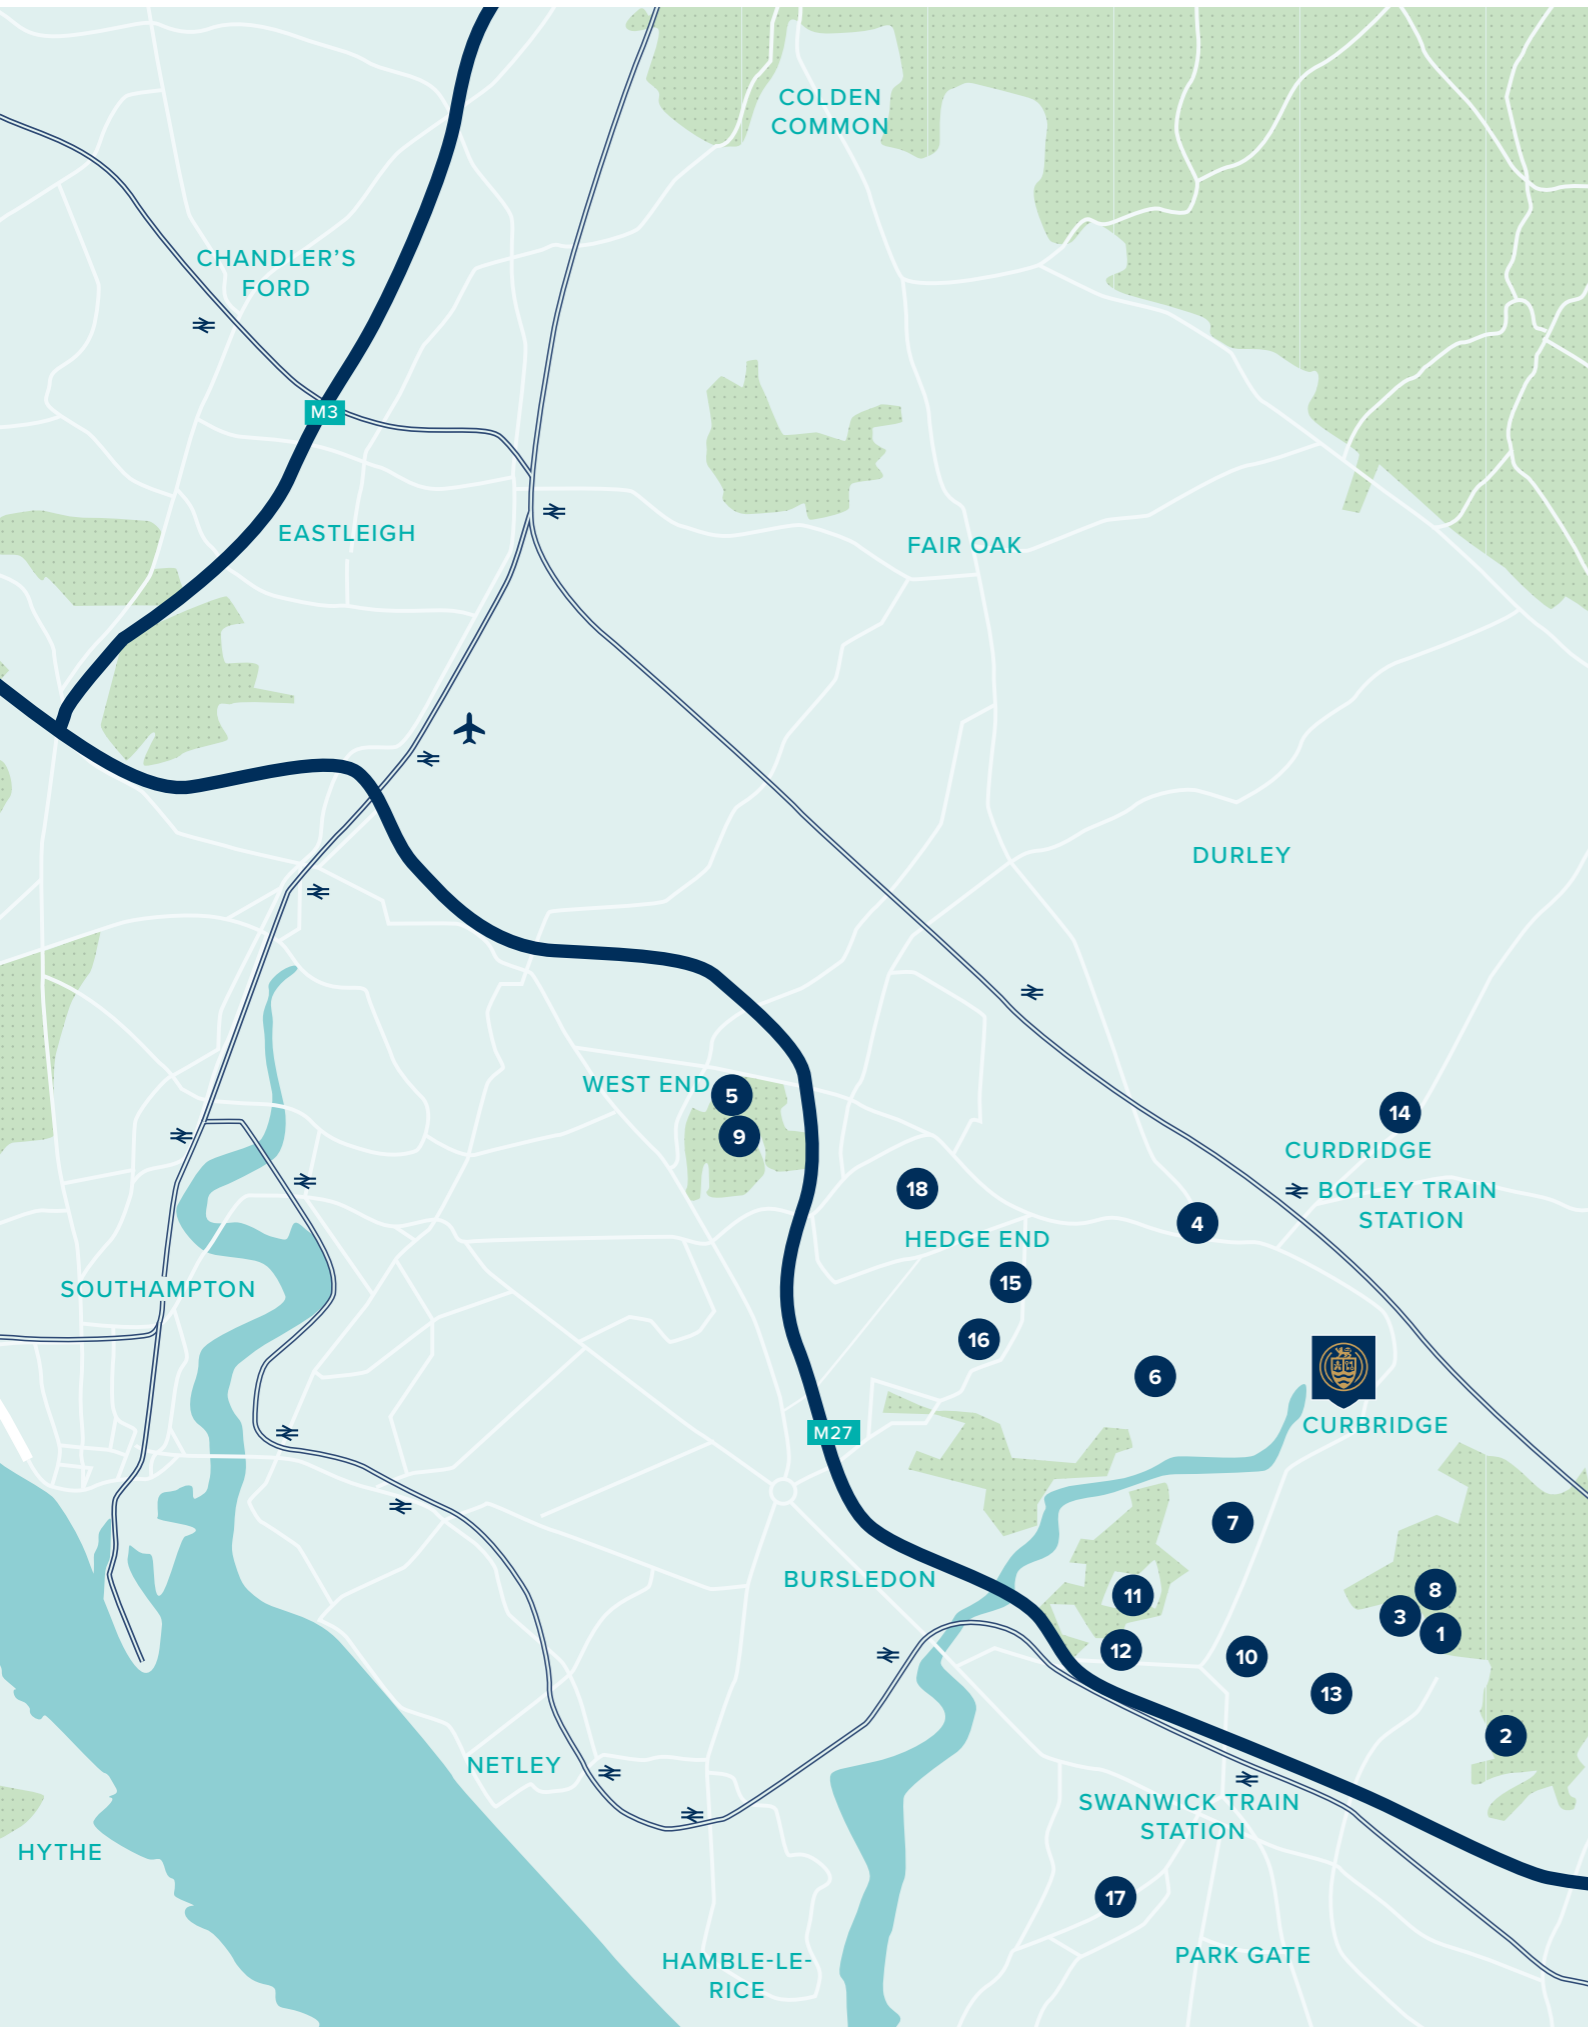 COLDEN
COMMON
CHANDLER'S
FORD
M3
EASTLEIGH
FAIR OAK
DURLEY
WEST END
5
9
14
CURDRIDGE
18
BOTLEY TRAIN
STATION
4
HEDGE END
15
SOUTHAMPTON
16
6
CURBRIDGE
M27
7
BURSLEDON
11
8
3
1
12
10
13
2
NETLEY
SWANWICK TRAIN
STATION
HYTHE
17
PARK GATE
HAMBLE-LE-
RICE